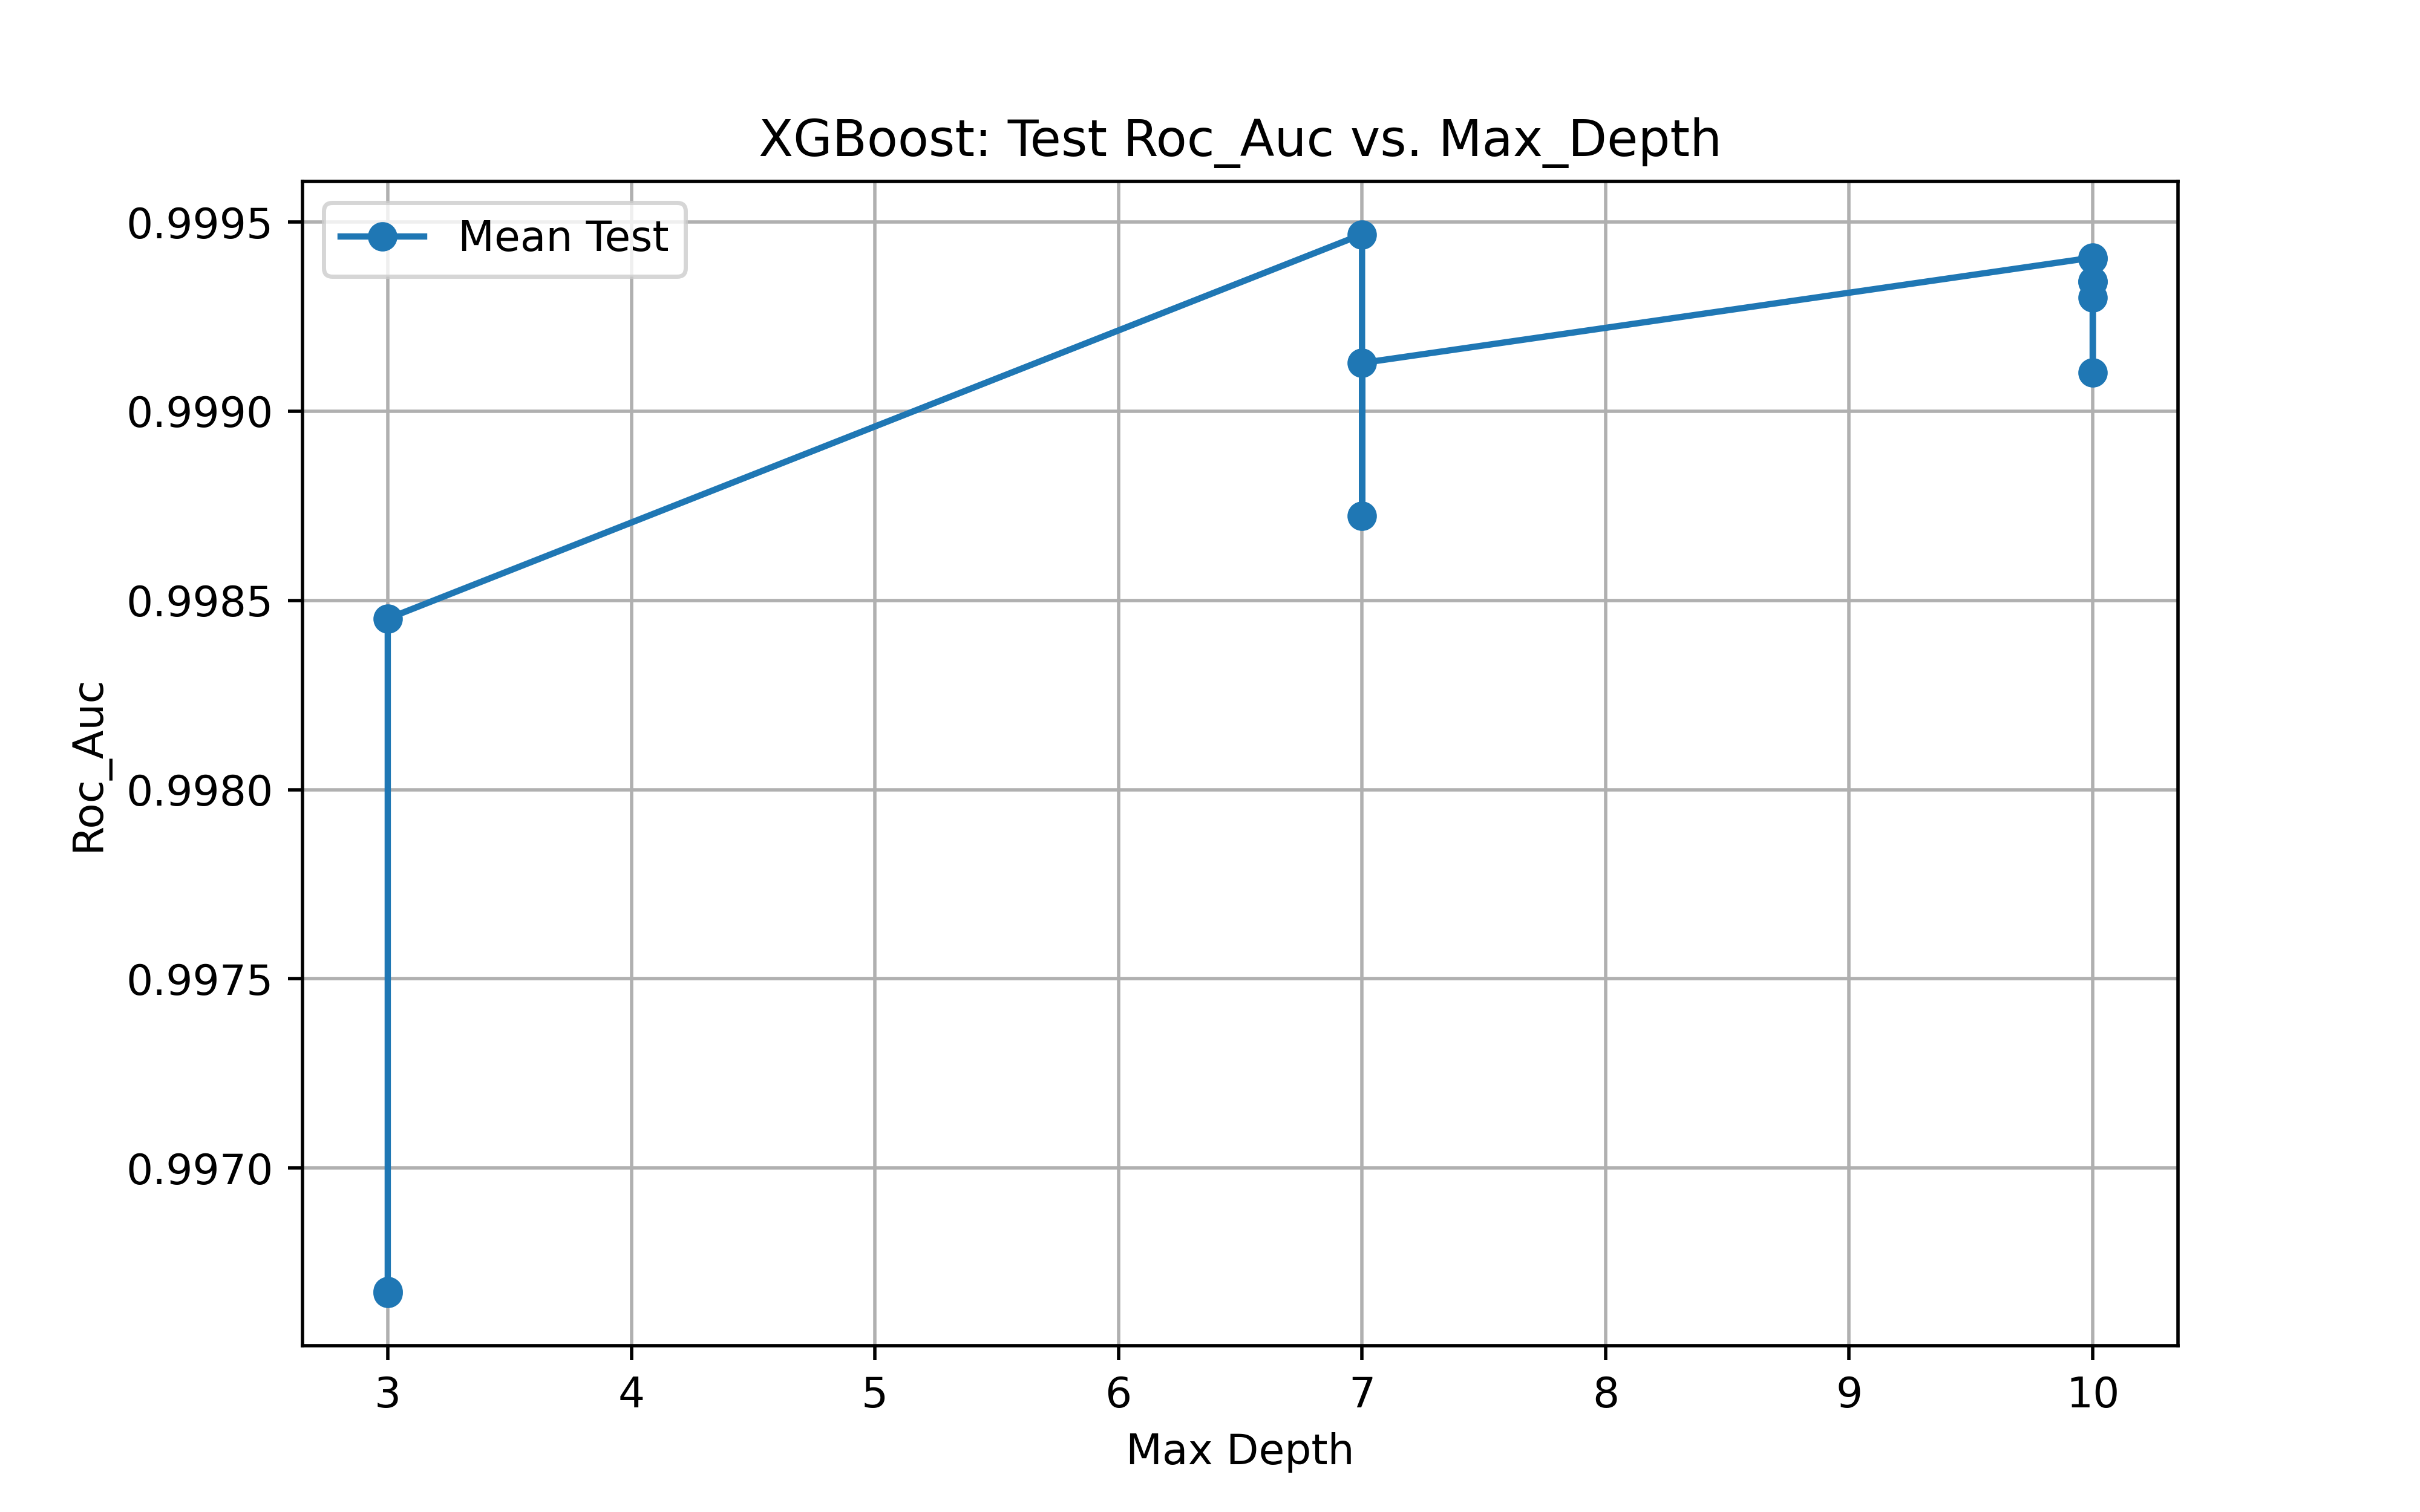 XGBoost: Test Roc_Auc vs. Max_Depth
Mean Test
0.9995
0.9990
0.9985
0.9980
0.9975
0.9970
Roc_Auc
3 4 5 6 7 8 9 10
Max Depth